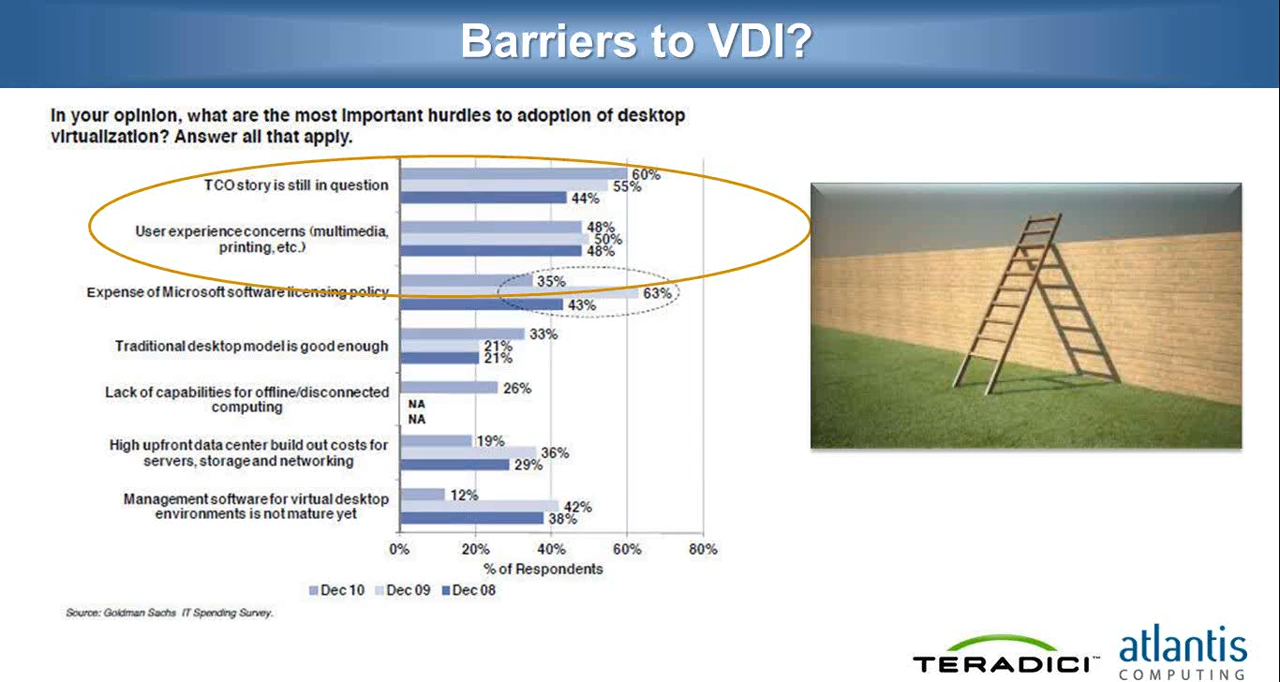 Barriers to VDI?
In your opinion, what are the most important hurdles to adoption of desktop
virtualization? Answer all that apply.
TCO story is still in question
60%
55%
44%
User experience concerns (multimedia,
printing, etc.)
48%
50%
48%
Expense of Microsoft software licensing policy
35%
63%
43%
Traditional desktop model is good enough
33%
21%
21%
Lack of capabilities for offline/disconnected
computing
26%
NA
NA
High upfront data center build out costs for
servers, storage and networking
19%
36%
29%
Management software for virtual desktop
environments is not mature yet
12%
42%
38%
0% 20% 40% 60% 80%
% of Respondents
Dec 10 Dec 09 Dec 08
Source: Goldman Sachs IT Spending Survey.
TERADICI™
atlantis
COMPUTING